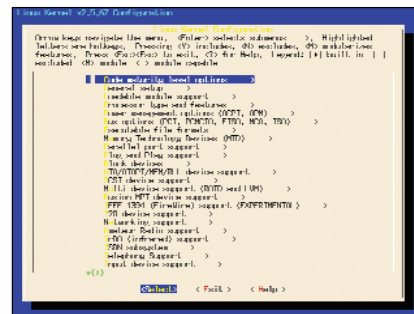 Linux Kernel v2.5.67 Configuration
Linux Kernel Configuration
Arrow keys navigate the menu. <Enter> selects submenus --->. Highlighted
letters are hotkeys. Pressing <Y> includes, <N> excludes, <M> modularizes
features. Press <Esc><Esc> to exit, <?> for Help. Legend: [*] built-in [ ]
excluded <M> module < > module capable
Code maturity level options --->
General setup --->
Loadable module support --->
Processor type and features --->
Power management options (ACPI, APM) --->
Bus options (PCI, PCMCIA, EISA, MCA, ISA) --->
Executable file formats --->
Memory Technology Devices (MTD) --->
Parallel port support --->
Plug and Play support --->
Block devices --->
ATA/ATAPI/MFM/RLL device support --->
SCSI device support --->
Multi-device support (RAID and LVM) --->
Fusion MPT device support --->
IEEE 1394 (FireWire) support (EXPERIMENTAL) --->
I2O device support --->
Networking support --->
Amateur Radio support --->
IrDA (infrared) support --->
ISDN subsystem --->
Telephony Support --->
Input device support --->
v(+)
<Select> < Exit > < Help >